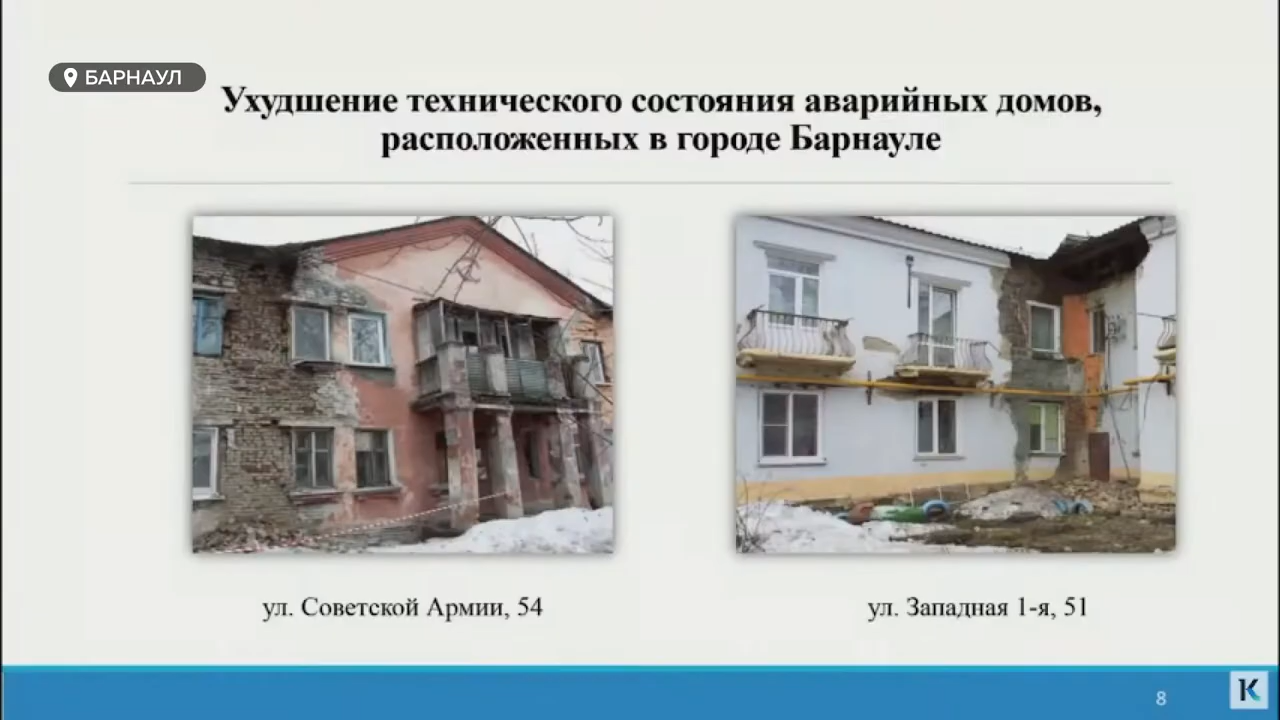 БАРНАУЛ
Ухудшение технического состояния аварийных домов,
расположенных в городе Барнауле
ул. Советской Армии, 54
ул. Западная 1-я, 51
8
K